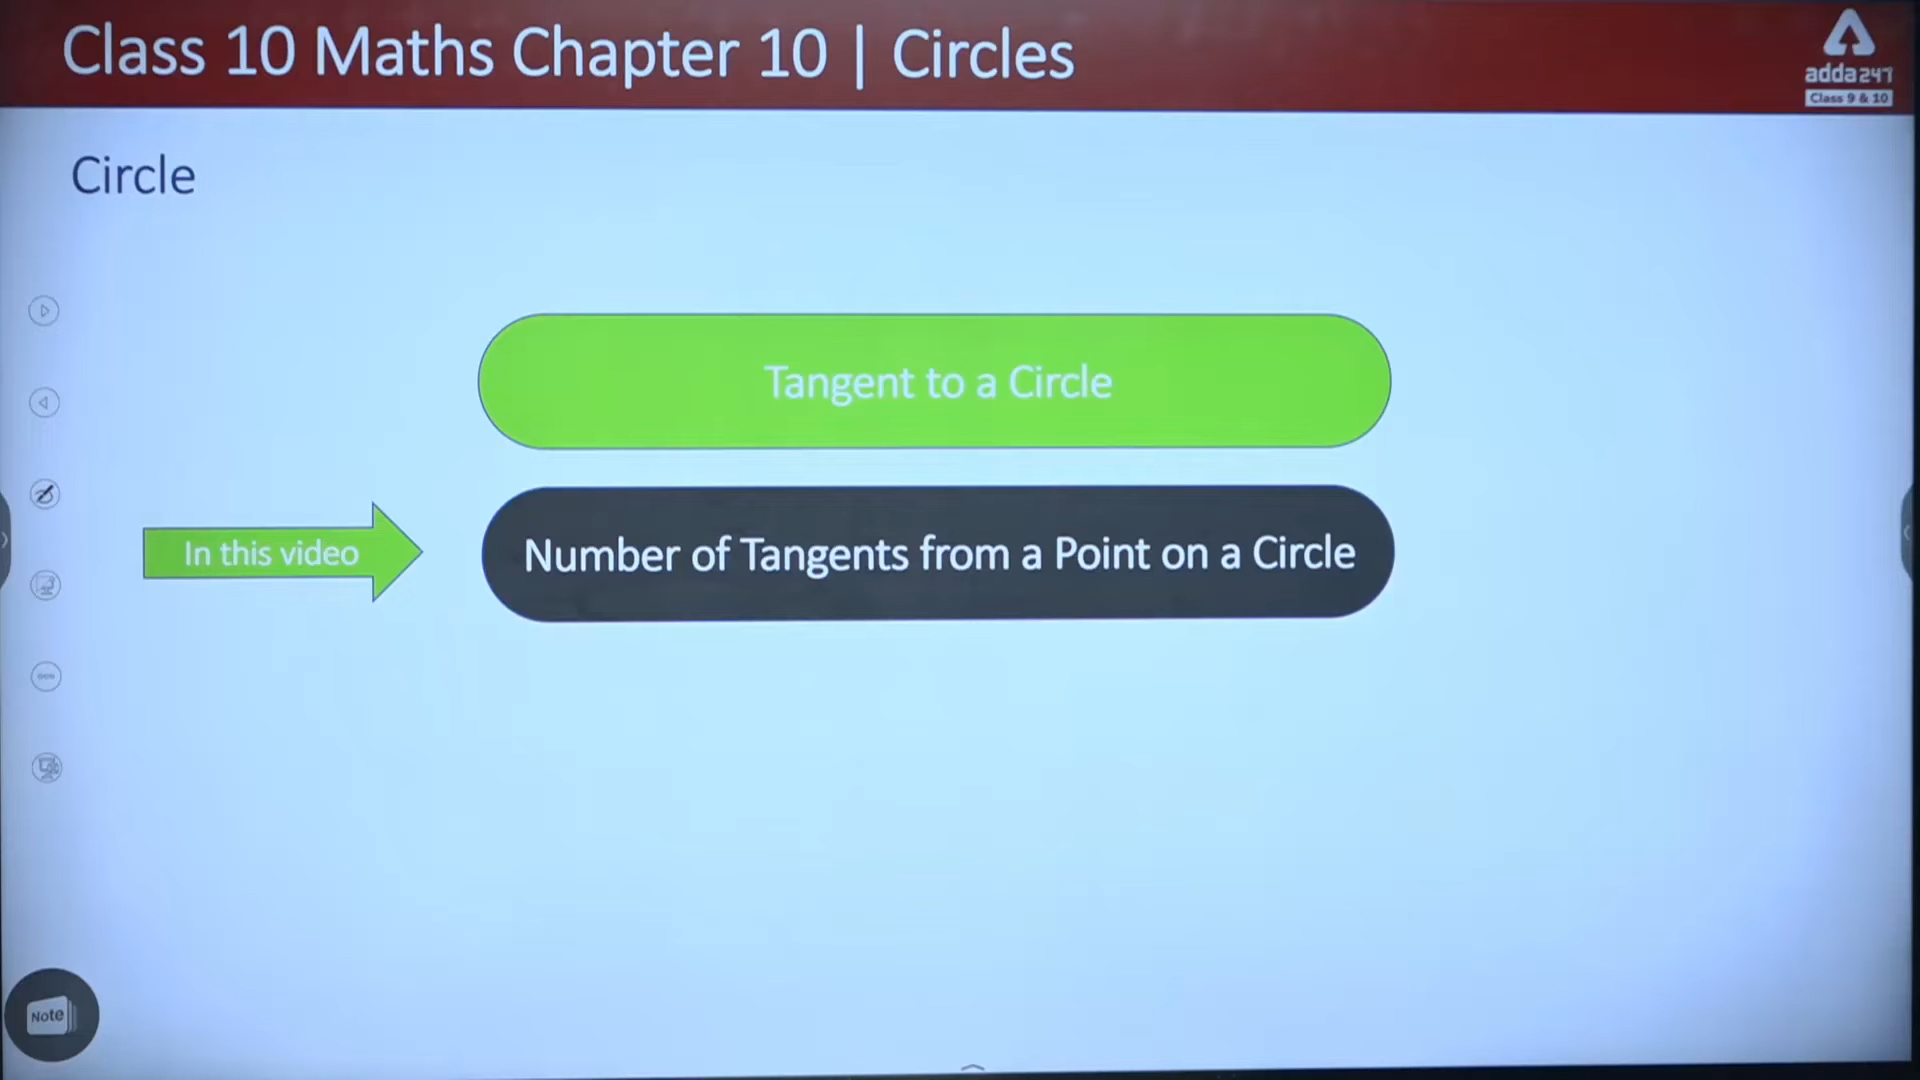 Class 10 Maths Chapter 10 | Circles
adda247
Class 9 & 10
Circle
Tangent to a Circle
In this video
Number of Tangents from a Point on a Circle
Note